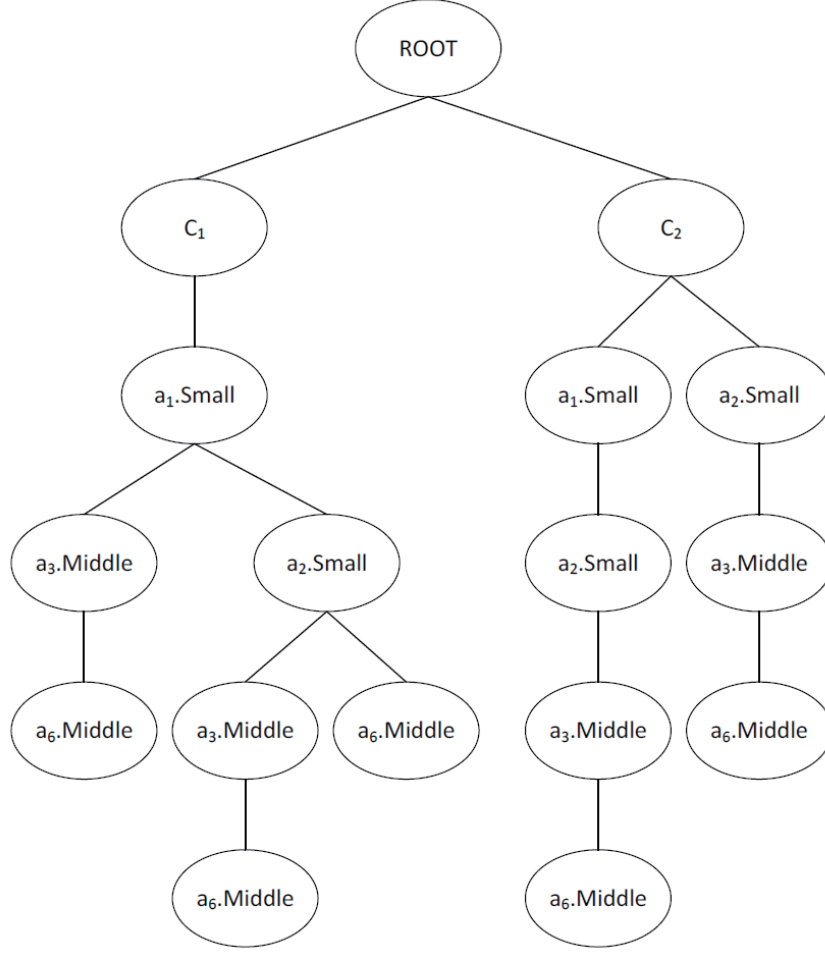 ROOT
C₁
C₂
a₁.Small
a₁.Small
a₂.Small
a₃.Middle
a₂.Small
a₂.Small
a₃.Middle
a₆.Middle
a₃.Middle
a₆.Middle
a₃.Middle
a₆.Middle
a₆.Middle
a₆.Middle